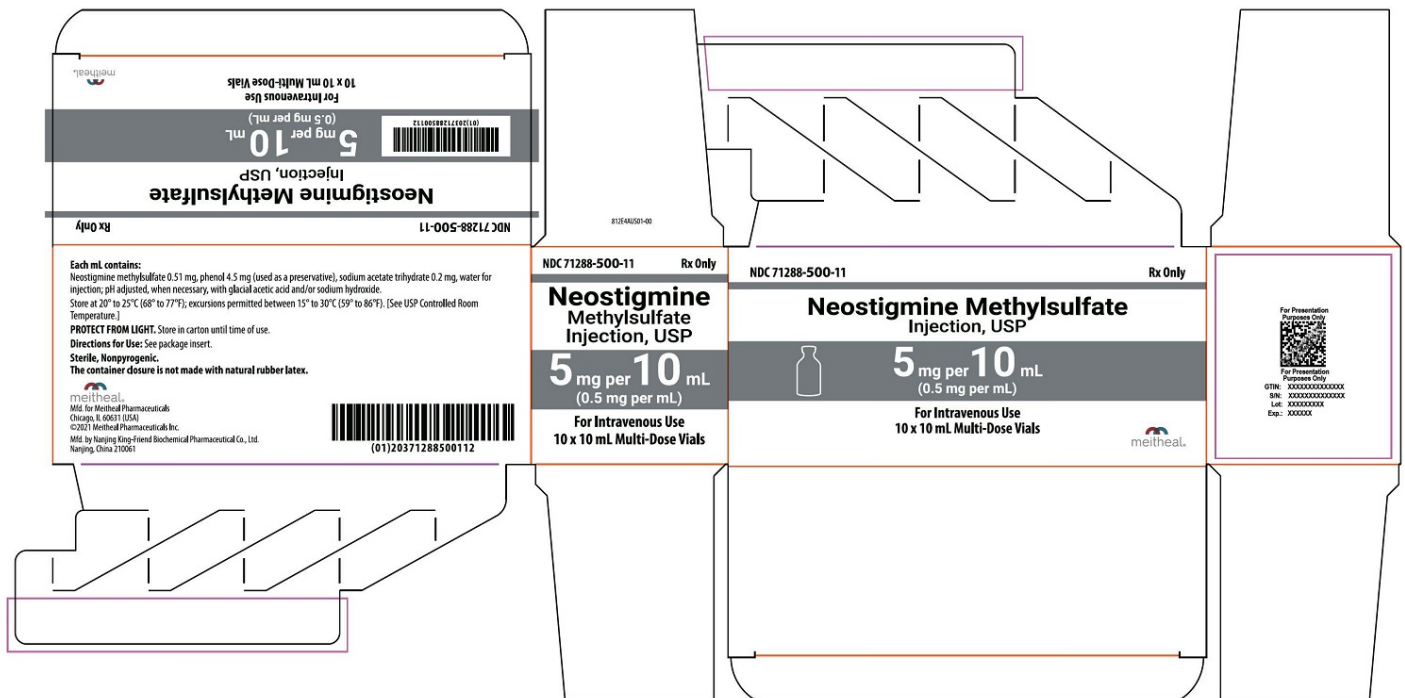 meitheal®
10 x 10 mL Multi-Dose Vials
For Intravenous Use
(0.5 mg per mL)
5 mg per 10 mL
(01)20371288500112
Injection, USP
Neostigmine Methylsulfate
Rx Only
NDC 71288-500-11
Each mL contains:
Neostigmine methylsulfate 0.51 mg, phenol 4.5 mg (used as a preservative), sodium acetate trihydrate 0.2 mg, water for
injection; pH adjusted, when necessary, with glacial acetic acid and/or sodium hydroxide.
Store at 20° to 25°C (68° to 77°F); excursions permitted between 15° to 30°C (59° to 86°F). [See USP Controlled Room
Temperature.]
PROTECT FROM LIGHT. Store in carton until time of use.
Directions for Use: See package insert.
Sterile, Nonpyrogenic.
The container closure is not made with natural rubber latex.
meitheal®
Mfd. for Meitheal Pharmaceuticals
Chicago, IL 60631 (USA)
©2021 Meitheal Pharmaceuticals Inc.
Mfd. by Nanjing King-Friend Biochemical Pharmaceutical Co., Ltd.
Nanjing, China 210061
(01)20371288500112
812E4AUS01-00
NDC 71288-500-11 Rx Only
Neostigmine
Methylsulfate
Injection, USP
5 mg per 10 mL
(0.5 mg per mL)
For Intravenous Use
10 x 10 mL Multi-Dose Vials
NDC 71288-500-11 Rx Only
Neostigmine Methylsulfate
Injection, USP
5 mg per 10 mL
(0.5 mg per mL)
For Intravenous Use
10 x 10 mL Multi-Dose Vials
meitheal®
For Presentation
Purposes Only
For Presentation
Purposes Only
GTIN: XXXXXXXXXXXXXX
S/N: XXXXXXXXXXXXXX
Lot: XXXXXXXXX
Exp.: XXXXXX